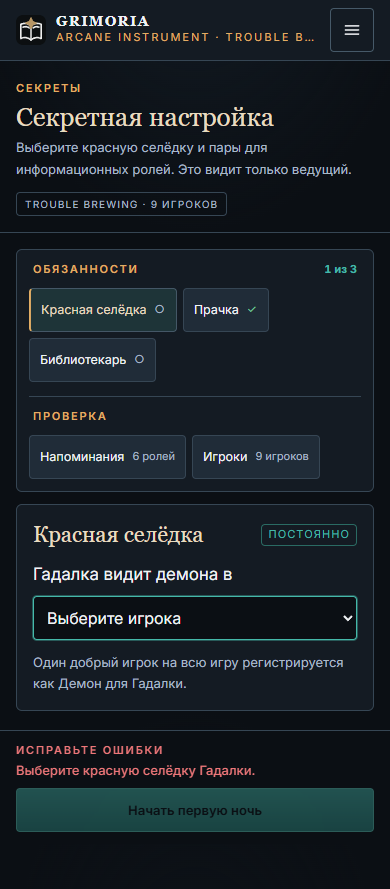 GRIMORIA
ARCANE INSTRUMENT · TROUBLE B...
СЕКРЕТЫ
Секретная настройка
Выберите красную селёдку и пары для
информационных ролей. Это видит только ведущий.
TROUBLE BREWING · 9 ИГРОКОВ
ОБЯЗАННОСТИ 1 из 3
Красная селёдка Прачка
Библиотекарь
ПРОВЕРКА
Напоминания 6 ролей Игроки 9 игроков
Красная селёдка ПОСТОЯННО
Гадалка видит демона в
Выберите игрока
Один добрый игрок на всю игру регистрируется
как Демон для Гадалки.
ИСПРАВЬТЕ ОШИБКИ
Выберите красную селёдку Гадалки.
Начать первую ночь